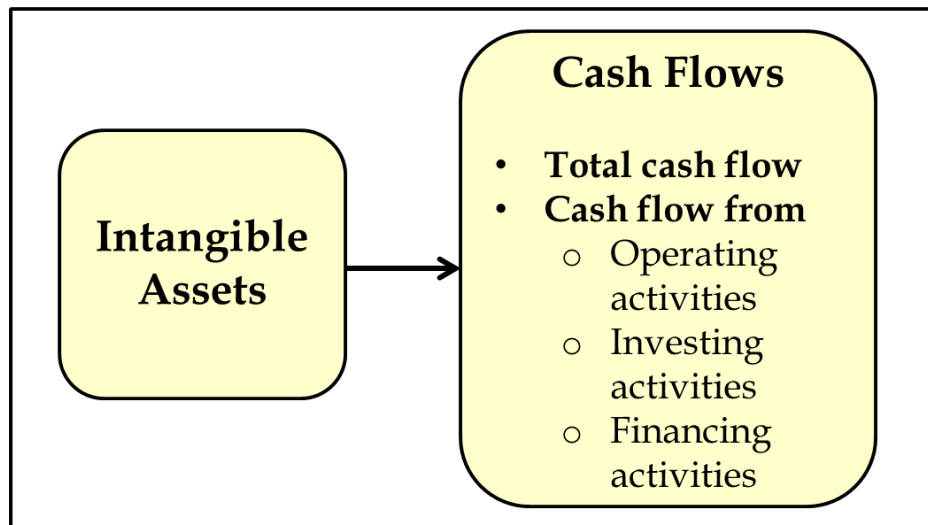 Intangible
Assets
Cash Flows
• Total cash flow
• Cash flow from
o Operating
activities
o Investing
activities
o Financing
activities